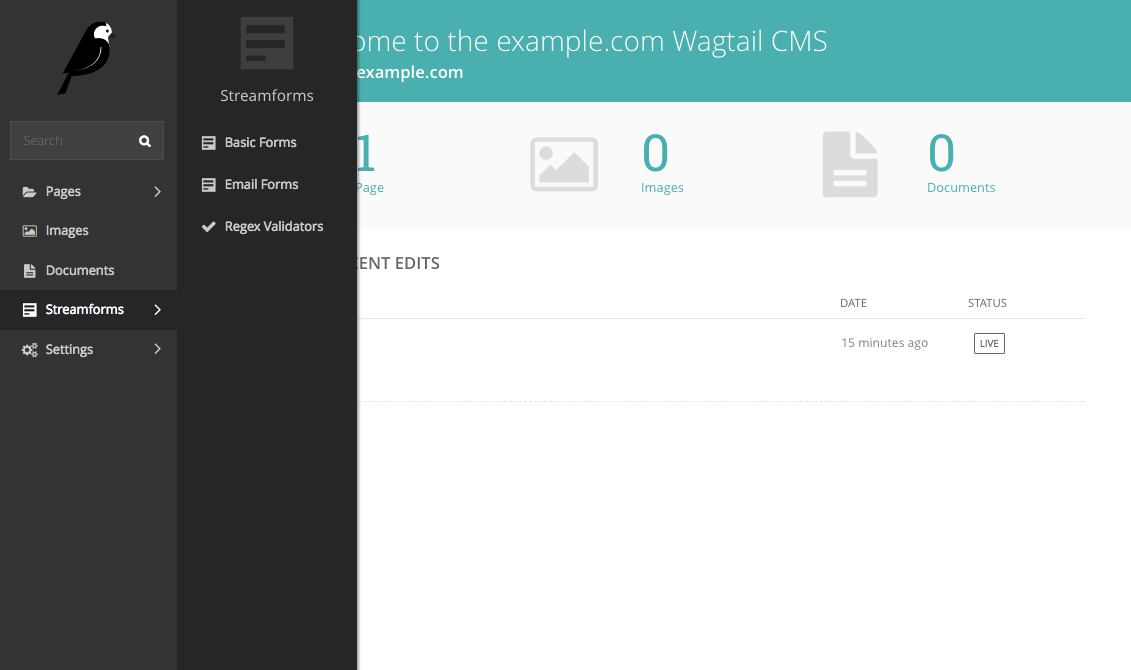 Search
Pages
Images
Documents
Streamforms
Settings
Streamforms
Basic Forms
Email Forms
Regex Validators
ome to the example.com Wagtail CMS
example.com
1
Page
0
Images
0
Documents
CENT EDITS
DATE STATUS
15 minutes ago LIVE